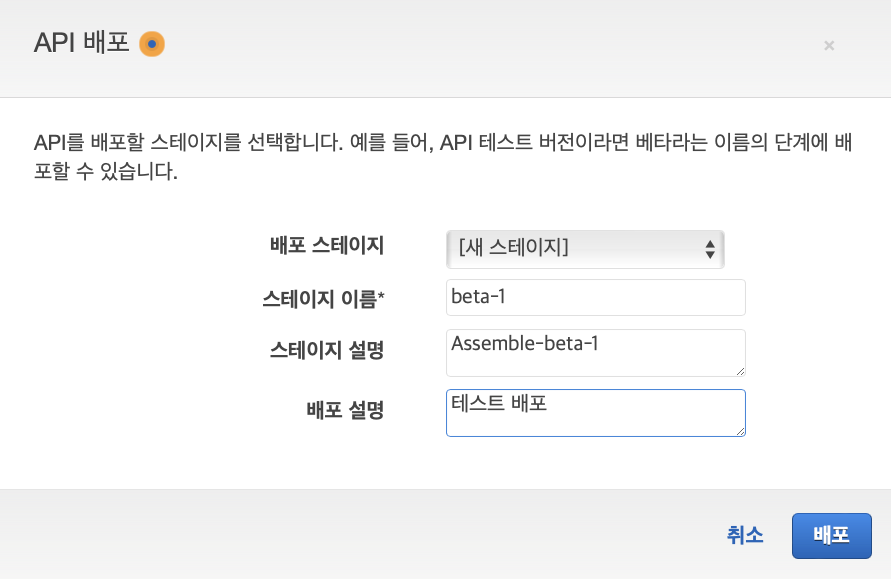 API 배포
×
API를 배포할 스테이지를 선택합니다. 예를 들어, API 테스트 버전이라면 베타라는 이름의 단계에 배
포할 수 있습니다.
배포 스테이지 [새 스테이지]
스테이지 이름* beta-1
스테이지 설명 Assemble-beta-1
배포 설명 테스트 배포
취소 배포